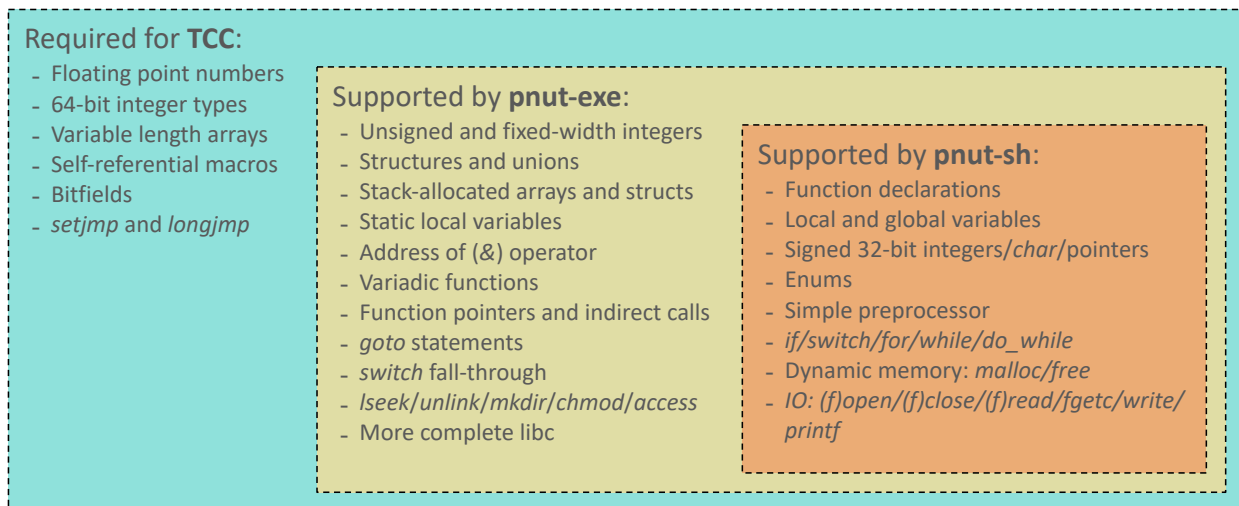 Required for TCC:
- Floating point numbers
- 64-bit integer types
- Variable length arrays
- Self-referential macros
- Bitfields
- setjmp and longjmp
Supported by pnut-exe:
- Unsigned and fixed-width integers
- Structures and unions
- Stack-allocated arrays and structs
- Static local variables
- Address of (&) operator
- Variadic functions
- Function pointers and indirect calls
- goto statements
- switch fall-through
- lseek/unlink/mkdir/chmod/access
- More complete libc
Supported by pnut-sh:
- Function declarations
- Local and global variables
- Signed 32-bit integers/char/pointers
- Enums
- Simple preprocessor
- if/switch/for/while/do_while
- Dynamic memory: malloc/free
- IO: (f)open/(f)close/(f)read/fgetc/write/
printf